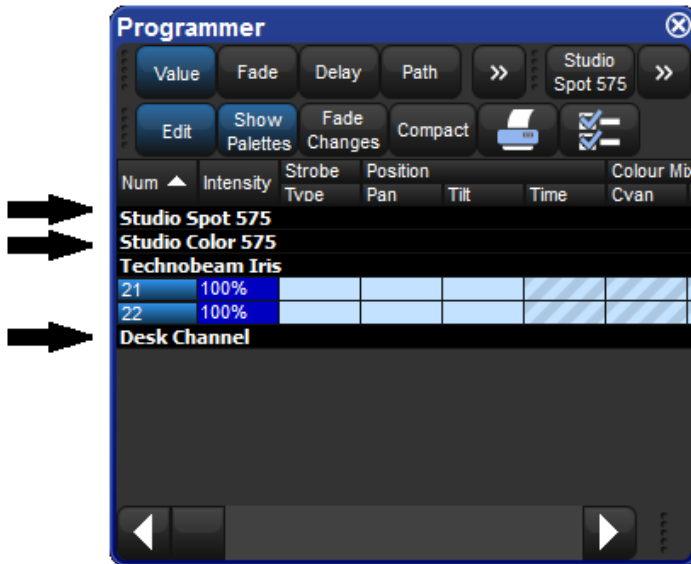 Programmer
Value Fade Delay Path » Studio Spot 575 »
Edit Show Palettes Fade Changes Compact
Num Intensity Strobe Position Colour Mix
Type Pan Tilt Time Cyan
Studio Spot 575
Studio Color 575
Technobeam Iris
21 100%
22 100%
Desk Channel